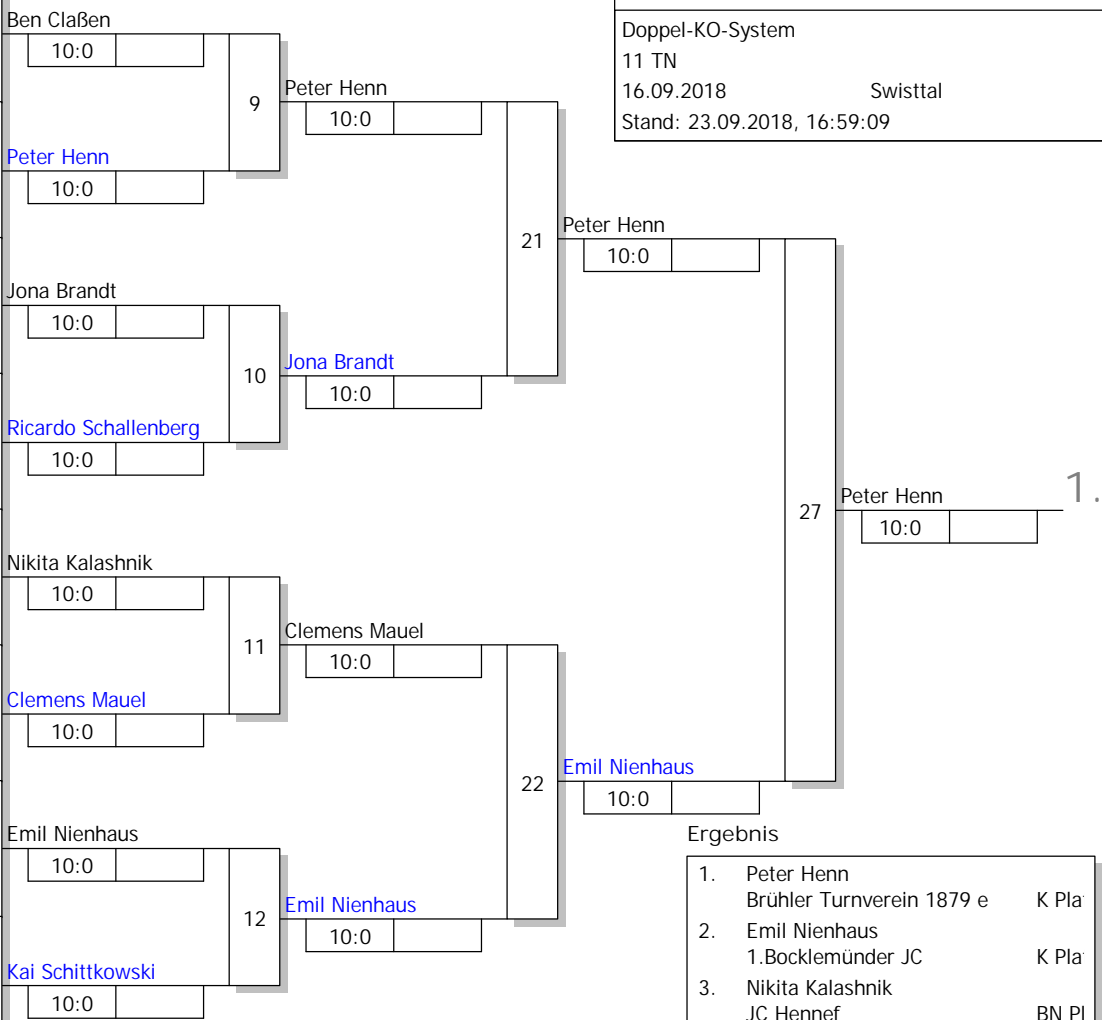 Doppel-KO-System
11 TN
16.09.2018 Swisttal
Stand: 23.09.2018, 16:59:09
Ben Claßen
10:0
9
Peter Henn
10:0
Peter Henn
10:0
21
Peter Henn
10:0
Jona Brandt
10:0
10
Jona Brandt
10:0
Ricardo Schallenberg
10:0
27
Peter Henn
10:0
1.
Nikita Kalashnik
10:0
11
Clemens Mauel
10:0
Clemens Mauel
10:0
22
Emil Nienhaus
10:0
Emil Nienhaus
10:0
12
Emil Nienhaus
10:0
Kai Schittkowski
10:0
Ergebnis
1. Peter Henn
Brühler Turnverein 1879 e K
2. Emil Nienhaus
1.Bocklemünder JC K
3. Nikita Kalashnik
JC Hennef BN